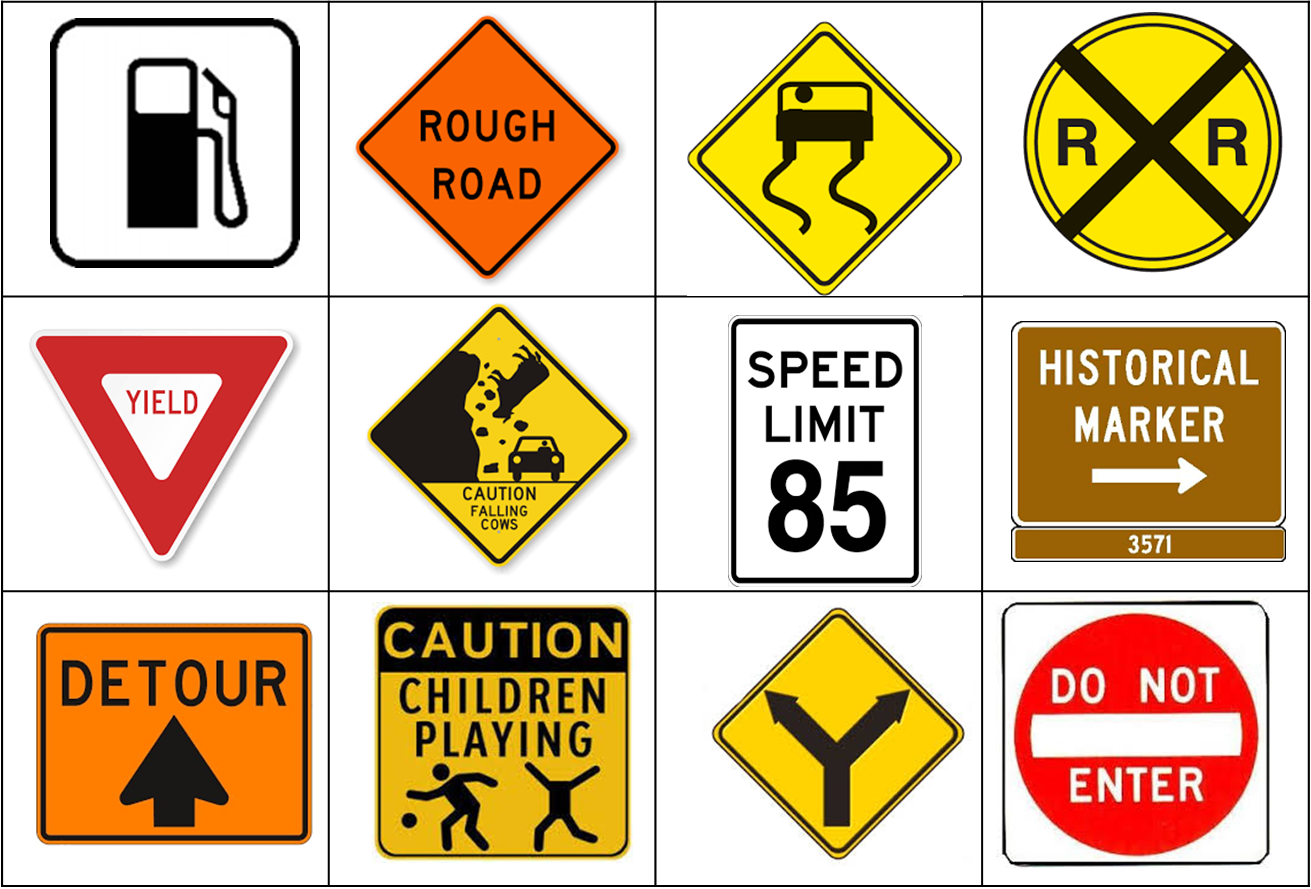 ROUGH
ROAD
R R
YIELD
CAUTION
FALLING
COWS
SPEED
LIMIT
85
HISTORICAL
MARKER
3571
DETOUR
CAUTION
CHILDREN
PLAYING
DO NOT
ENTER